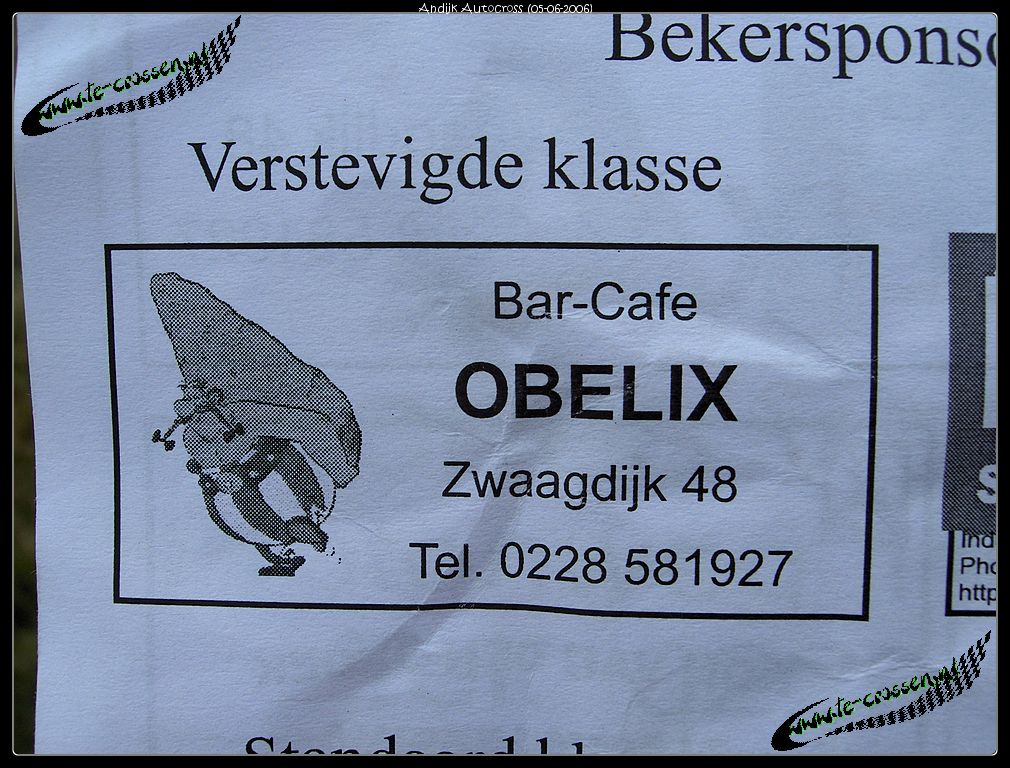 Andijk Autocross (05-06-2006)
www.te-crossen.nl
Verstevigde klasse
Bar-Cafe
OBELIX
Zwaagdijk 48
Tel. 0228 581927
www.te-crossen.nl